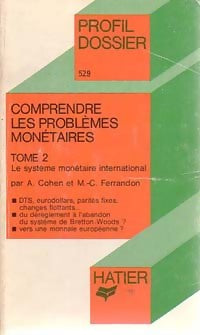 PROFIL
DOSSIER
529
COMPRENDRE
LES PROBLÈMES
MONÉTAIRES
TOME 2
Le système monétaire international
par A. Cohen et M.-C. Ferrandon
■ DTS, eurodollars, parités fixes,
changes flottants...
■ du dérèglement à l'abandon
du système de Bretton-Woods ?
■ vers une monnaie européenne ?
HATIER